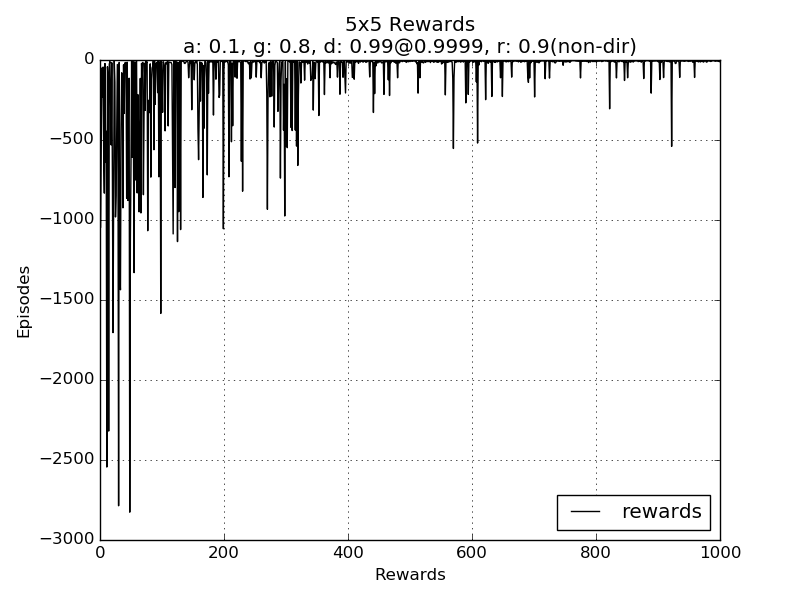 5x5 Rewards
a: 0.1, g: 0.8, d: 0.99@0.9999, r: 0.9(non-dir)
0
−500
−1000
−1500
−2000
−2500
−3000
Episodes
rewards
0 200 400 600 800 1000
Rewards